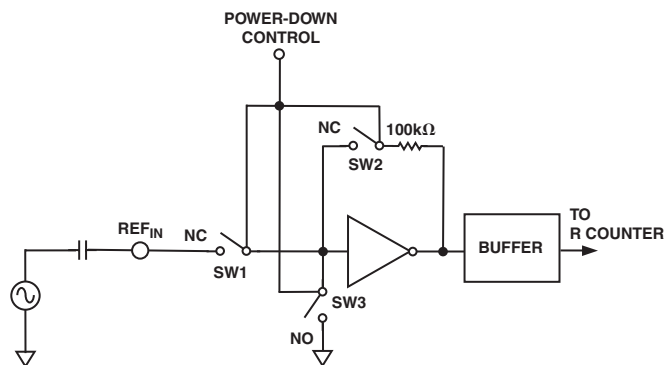 POWER-DOWN
CONTROL
NC
100kΩ
SW2
REFIN
NC
SW1
SW3
NO
BUFFER
TO
R COUNTER